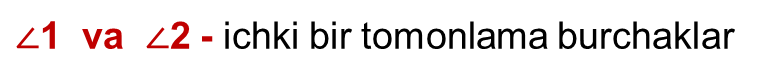 ∠1 va ∠2 - ichki bir tomonlama burchaklar